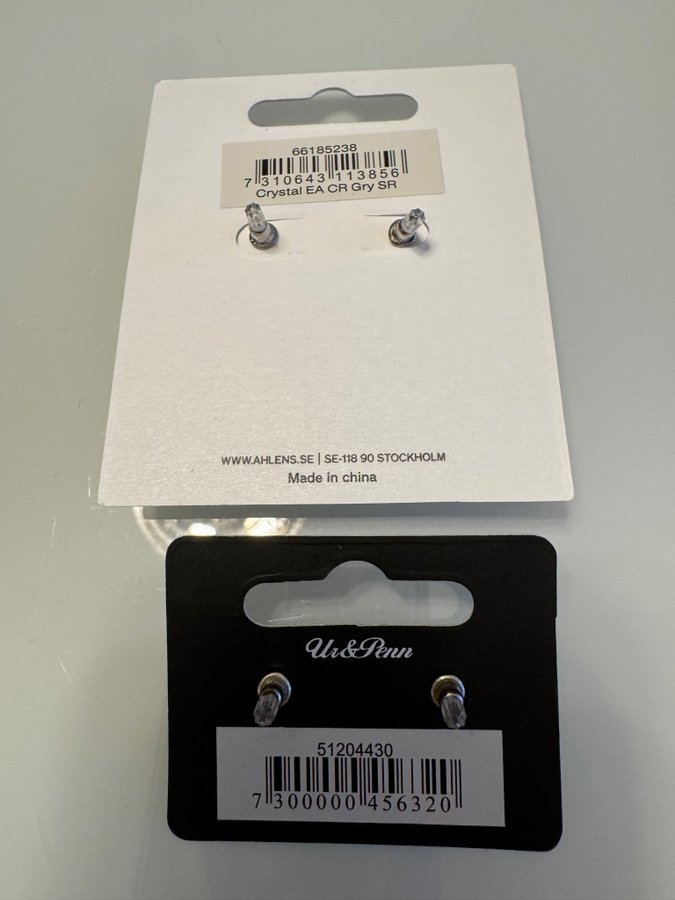 66185238
7 310643 113856
Crystal EA CR Gry SR
WWW.AHLENS.SE | SE-118 90 STOCKHOLM
Made in china
Ur&Penn
51204430
7 300000 456320